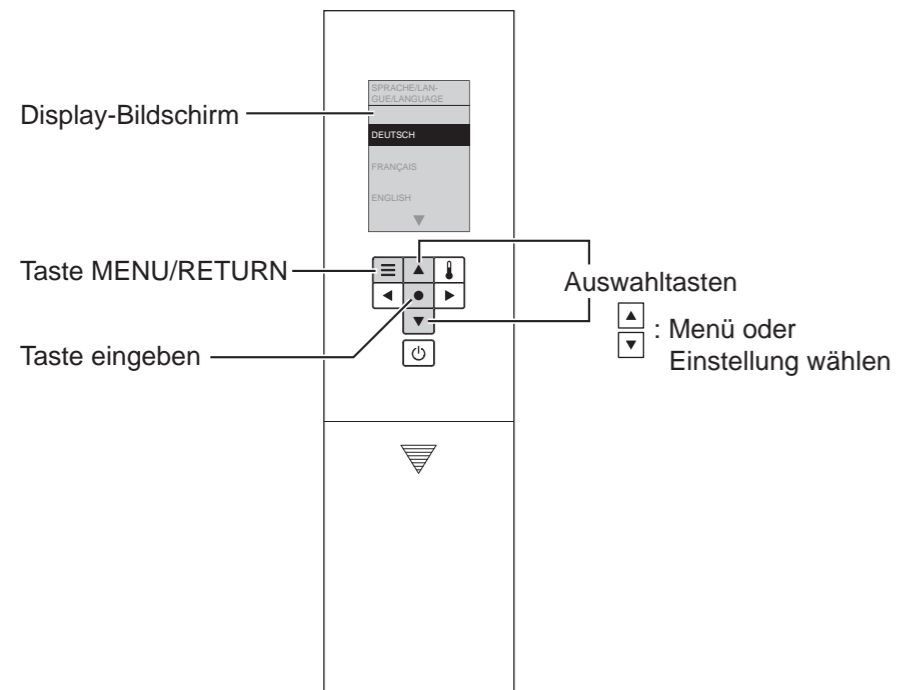 SPRACHE/LAN-
GUE/LANGUAGE
Display-Bildschirm
DEUTSCH
FRANÇAIS
ENGLISH
Taste MENU/RETURN
Auswahltasten
: Menü oder
Einstellung wählen
Taste eingeben